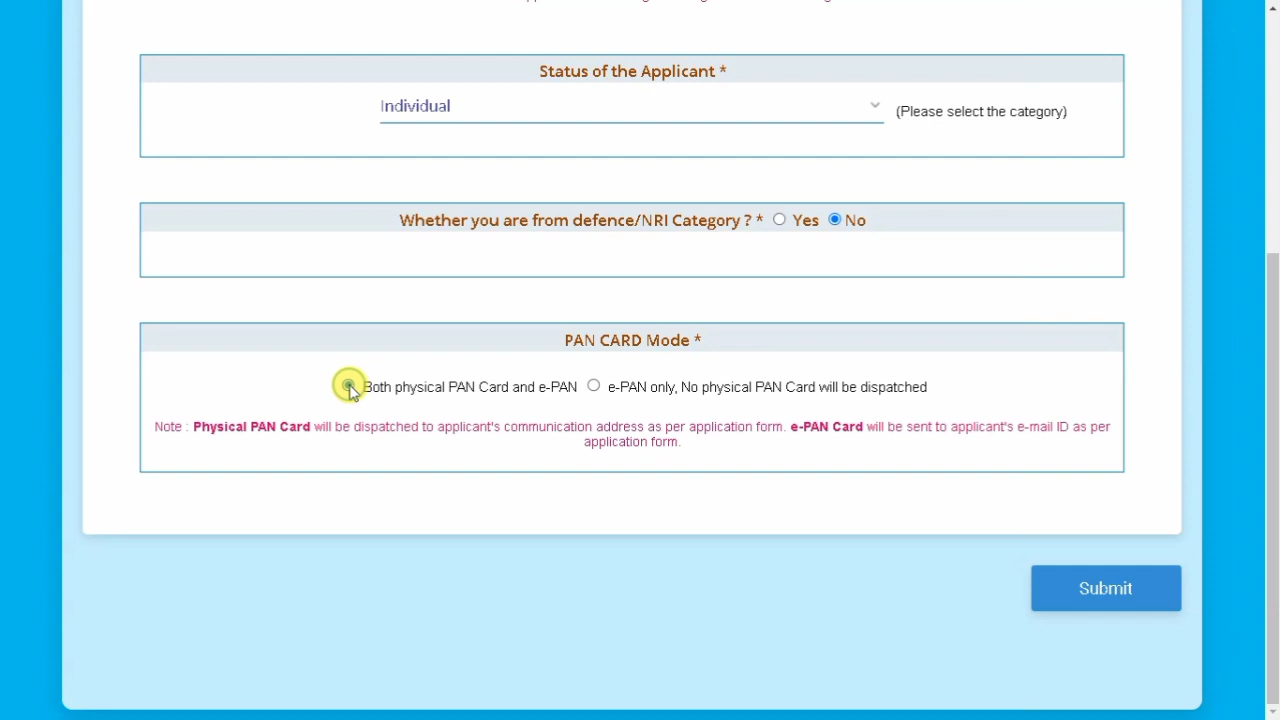 Status of the Applicant *
Individual
(Please select the category)
Whether you are from defence/NRI Category ? * Yes No
PAN CARD Mode *
Both physical PAN Card and e-PAN e-PAN only, No physical PAN Card will be dispatched
Note : Physical PAN Card will be dispatched to applicant's communication address as per application form. e-PAN Card will be sent to applicant's e-mail ID as per
application form.
Submit